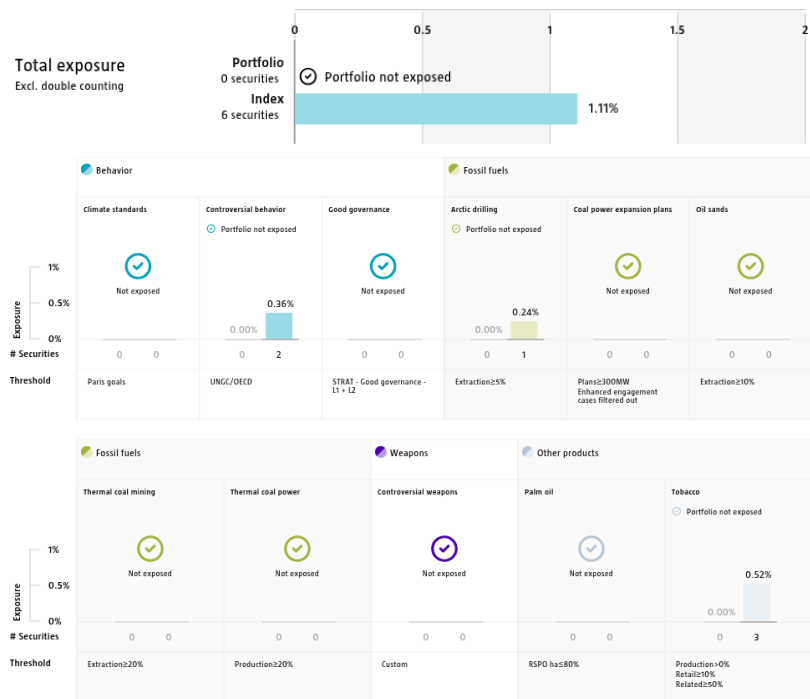 0 0.5 1 1.5 2
Total exposure
Excl. double counting
Portfolio
0 securities
Portfolio not exposed
Index
6 securities
1.11%
Behavior
Fossil fuels
Climate standards
Controversial behavior
Good governance
Arctic drilling
Coal power expansion plans
Oil sands
Portfolio not exposed
Portfolio not exposed
Not exposed
Not exposed
Not exposed
Not exposed
Exposure
1%
0.5%
0%
0.00%
0.36%
0.00%
0.24%
# Securities
0 0
0 2
0 0
0 1
0 0
0 0
Threshold
Paris goals
UNGC/OECD
STRAT - Good governance -
L1 + L2
Extraction≥5%
Plans≥300MW
Enhanced engagement
cases filtered out
Extraction≥10%
Fossil fuels
Weapons
Other products
Thermal coal mining
Thermal coal power
Controversial weapons
Palm oil
Tobacco
Portfolio not exposed
Not exposed
Not exposed
Not exposed
Not exposed
Exposure
1%
0.5%
0%
0.00%
0.52%
# Securities
0 0
0 0
0 0
0 0
0 3
Threshold
Extraction≥20%
Production≥20%
Custom
RSPO ha≤80%
Production>0%
Retail≥10%
Related≥50%